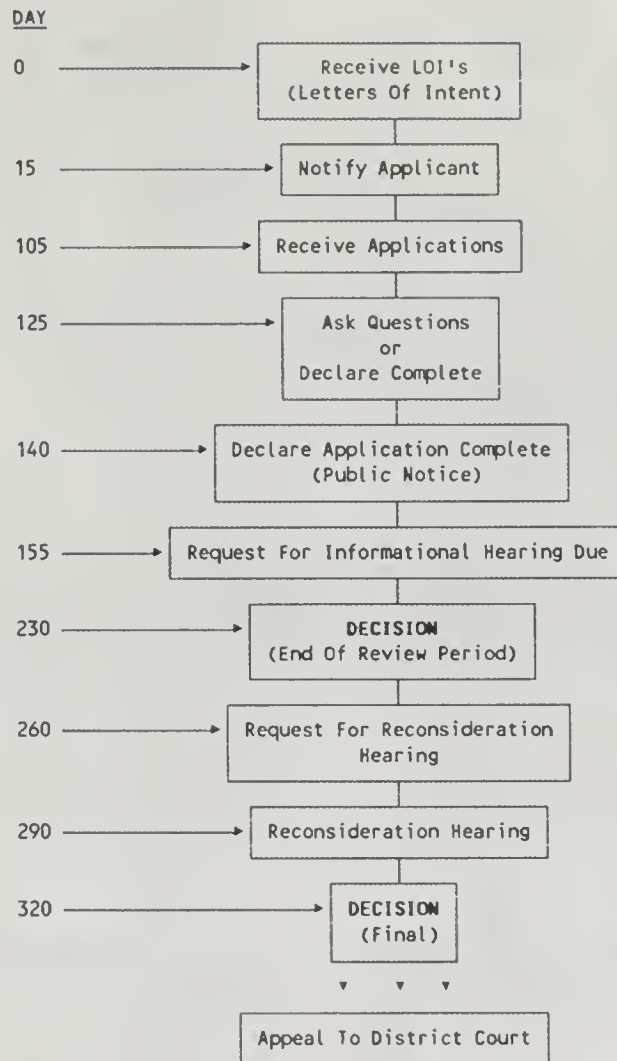 DAY
0
Receive LOI's
(Letters Of Intent)
15
Notify Applicant
105
Receive Applications
125
Ask Questions
or
Declare Complete
140
Declare Application Complete
(Public Notice)
155
Request For Informational Hearing Due
230
DECISION
(End Of Review Period)
260
Request For Reconsideration
Hearing
290
Reconsideration Hearing
320
DECISION
(Final)
Appeal To District Court